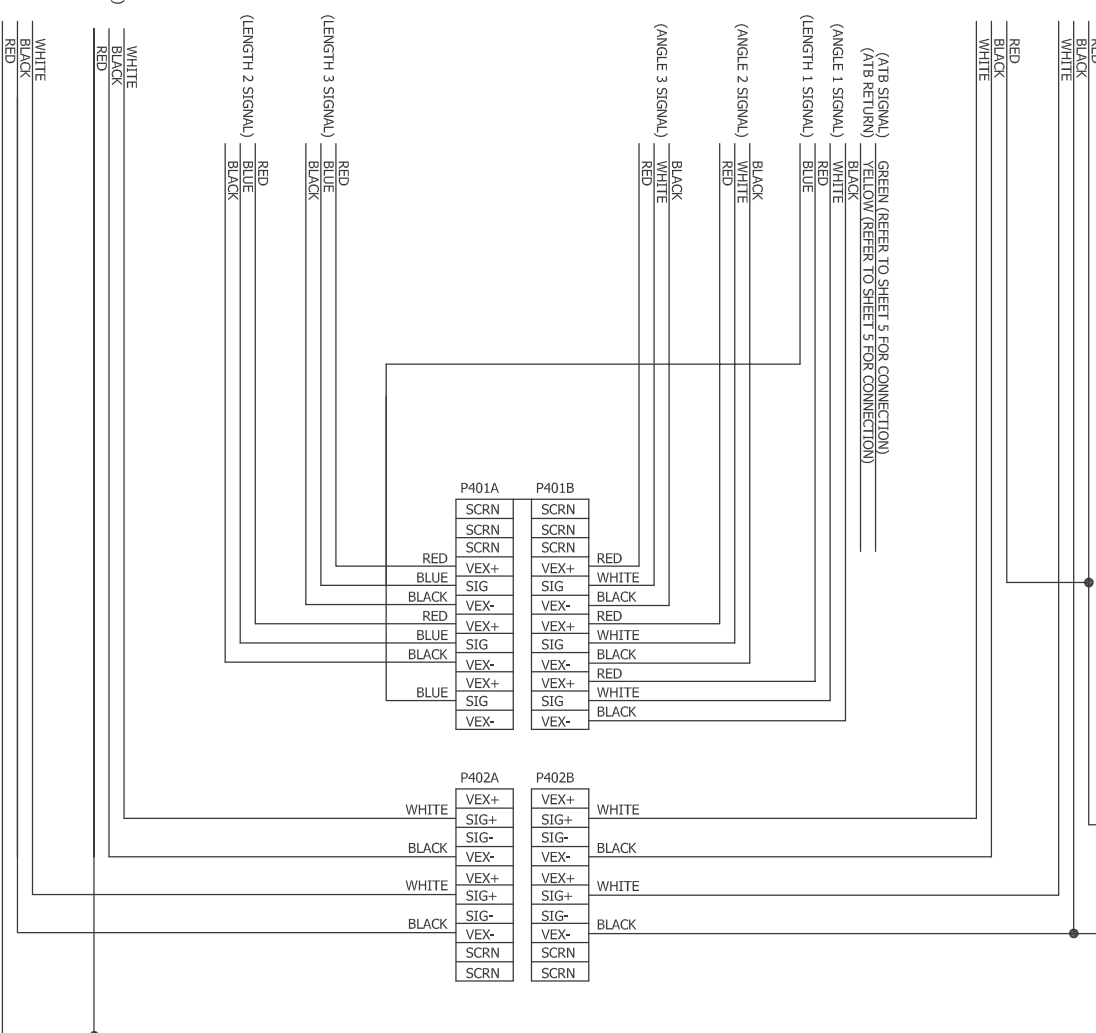 WHITE
BLACK
RED
WHITE
BLACK
RED
(LENGTH 2 SIGNAL)
RED
BLUE
BLACK
(LENGTH 3 SIGNAL)
RED
BLUE
BLACK
(ANGLE 3 SIGNAL)
BLACK
WHITE
RED
(ANGLE 2 SIGNAL)
BLACK
WHITE
RED
(ANGLE 1 SIGNAL)
(LENGTH 1 SIGNAL)
BLACK
WHITE
RED
BLUE
(ATB SIGNAL) GREEN (REFER TO SHEET 5 FOR CONNECTION)
(ATB RETURN) YELLOW (REFER TO SHEET 5 FOR CONNECTION)
RED
BLACK
WHITE
RED
BLACK
WHITE
P401A P401B
SCRN SCRN
SCRN SCRN
SCRN SCRN
RED VEX+ VEX+ RED
BLUE SIG SIG WHITE
BLACK VEX- VEX- BLACK
RED VEX+ VEX+ RED
BLUE SIG SIG WHITE
BLACK VEX- VEX- BLACK
VEX+ VEX+ RED
BLUE SIG SIG WHITE
VEX- VEX- BLACK
P402A P402B
VEX+ VEX+
WHITE SIG+ SIG+ WHITE
SIG- SIG-
BLACK VEX- VEX- BLACK
VEX+ VEX+
WHITE SIG+ SIG+ WHITE
SIG- SIG-
BLACK VEX- VEX- BLACK
SCRN SCRN
SCRN SCRN